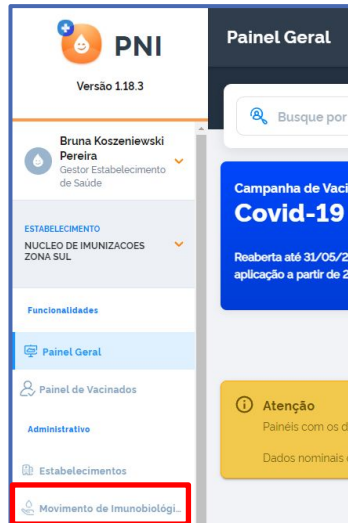 PNI
Versão 1.18.3
Bruna Koszeniewski
Pereira
Gestor Estabelecimento
de Saúde
ESTABELECIMENTO
NUCLEO DE IMUNIZACOES
ZONA SUL
Funcionalidades
Painel Geral
Painel de Vacinados
Administrativo
Estabelecimentos
Movimento de Imunobiológi...
Painel Geral
Busque por
Campanha de Vaci
Covid-19
Reaberta até 31/05/2
aplicação a partir de 2
Atenção
Painéis com os d
Dados nominais